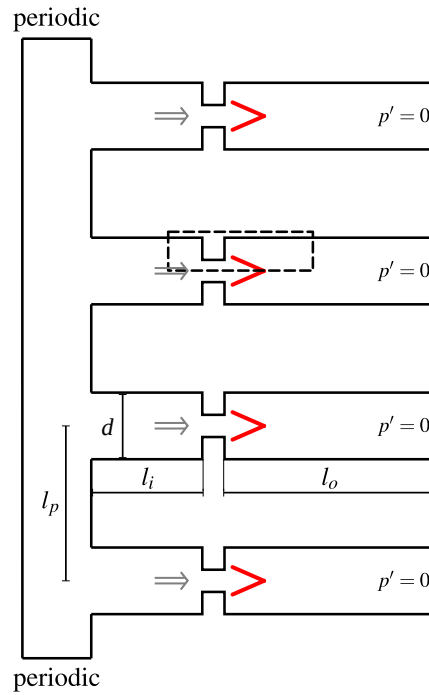 periodic
p′ = 0
p′ = 0
d
p′ = 0
l_i
l_o
l_p
p′ = 0
periodic